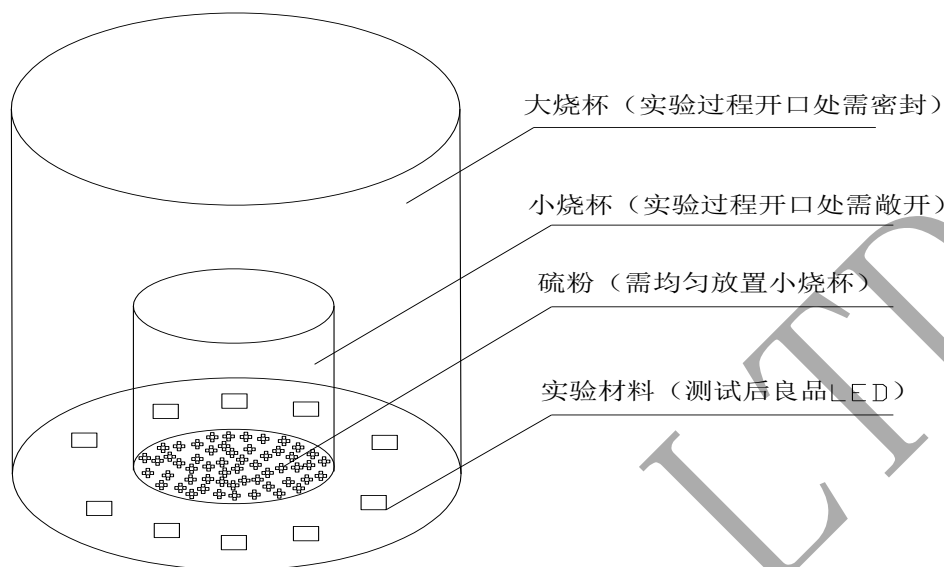 大烧杯（实验过程开口处需密封）
小烧杯（实验过程开口处需敞开）
硫粉（需均匀放置小烧杯）
实验材料（测试后良品LED）
LTD